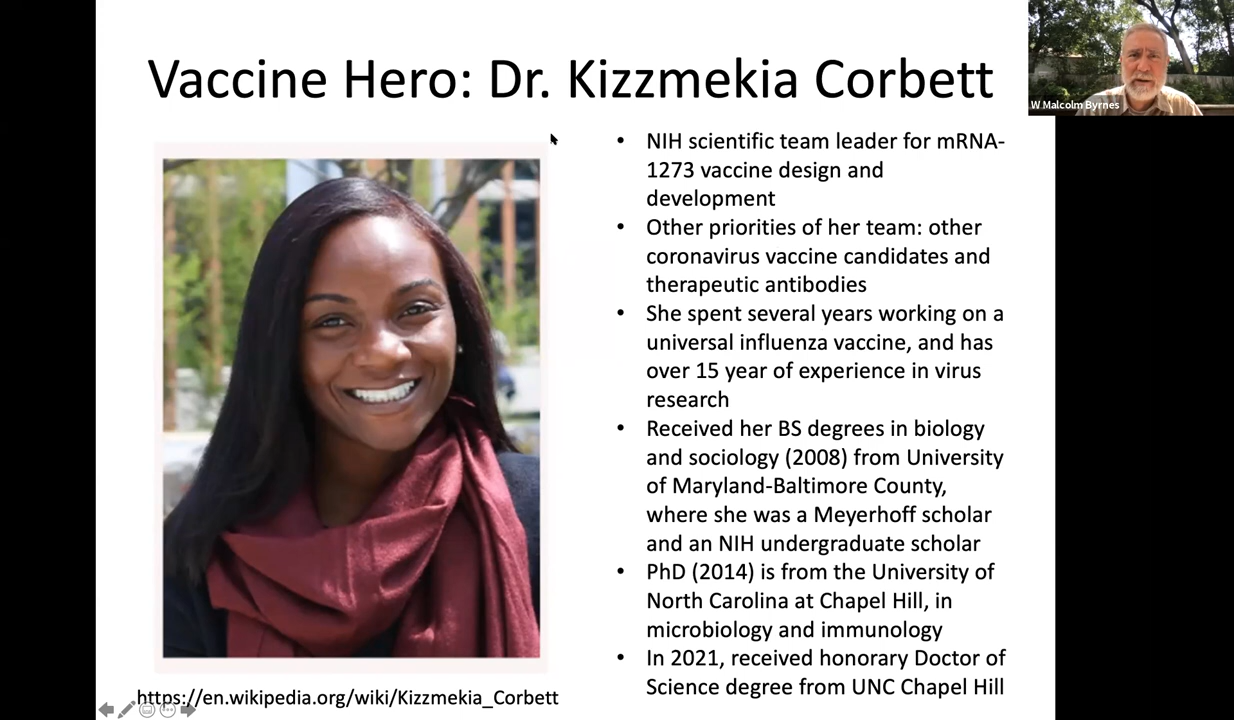 Vaccine Hero: Dr. Kizzmekia Corbett
W Malcolm Byrnes
• NIH scientific team leader for mRNA-
1273 vaccine design and
development
• Other priorities of her team: other
coronavirus vaccine candidates and
therapeutic antibodies
• She spent several years working on a
universal influenza vaccine, and has
over 15 year of experience in virus
research
• Received her BS degrees in biology
and sociology (2008) from University
of Maryland-Baltimore County,
where she was a Meyerhoff scholar
and an NIH undergraduate scholar
• PhD (2014) is from the University of
North Carolina at Chapel Hill, in
microbiology and immunology
• In 2021, received honorary Doctor of
Science degree from UNC Chapel Hill
https://en.wikipedia.org/wiki/Kizzmekia_Corbett